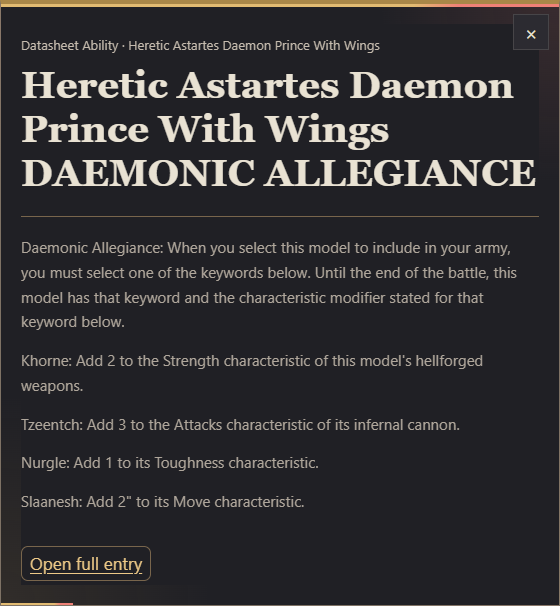 Datasheet Ability · Heretic Astartes Daemon Prince With Wings
×
Heretic Astartes Daemon
Prince With Wings
DAEMONIC ALLEGIANCE
Daemonic Allegiance: When you select this model to include in your army,
you must select one of the keywords below. Until the end of the battle, this
model has that keyword and the characteristic modifier stated for that
keyword below.
Khorne: Add 2 to the Strength characteristic of this model's hellforged
weapons.
Tzeentch: Add 3 to the Attacks characteristic of its infernal cannon.
Nurgle: Add 1 to its Toughness characteristic.
Slaanesh: Add 2" to its Move characteristic.
Open full entry